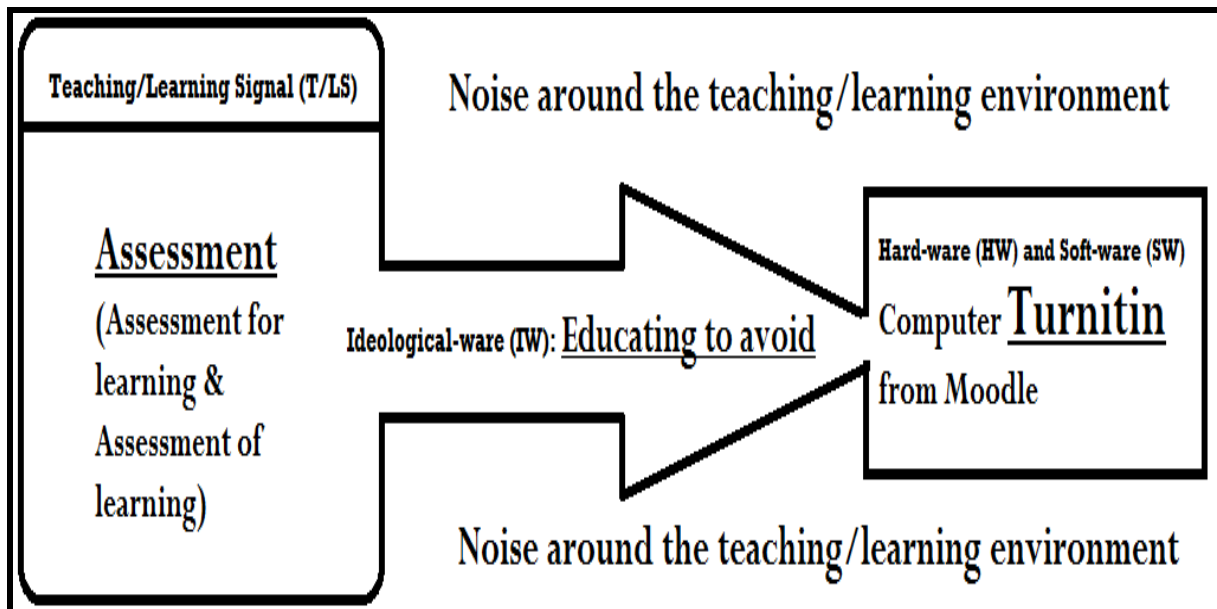 Teaching/Learning Signal (T/LS)
Noise around the teaching/learning environment
Assessment
(Assessment for
learning &
Assessment of
learning)
Ideological-ware (IW): Educating to avoid
Hard-ware (HW) and Soft-ware (SW)
Computer Turnitin
from Moodle
Noise around the teaching/learning environment